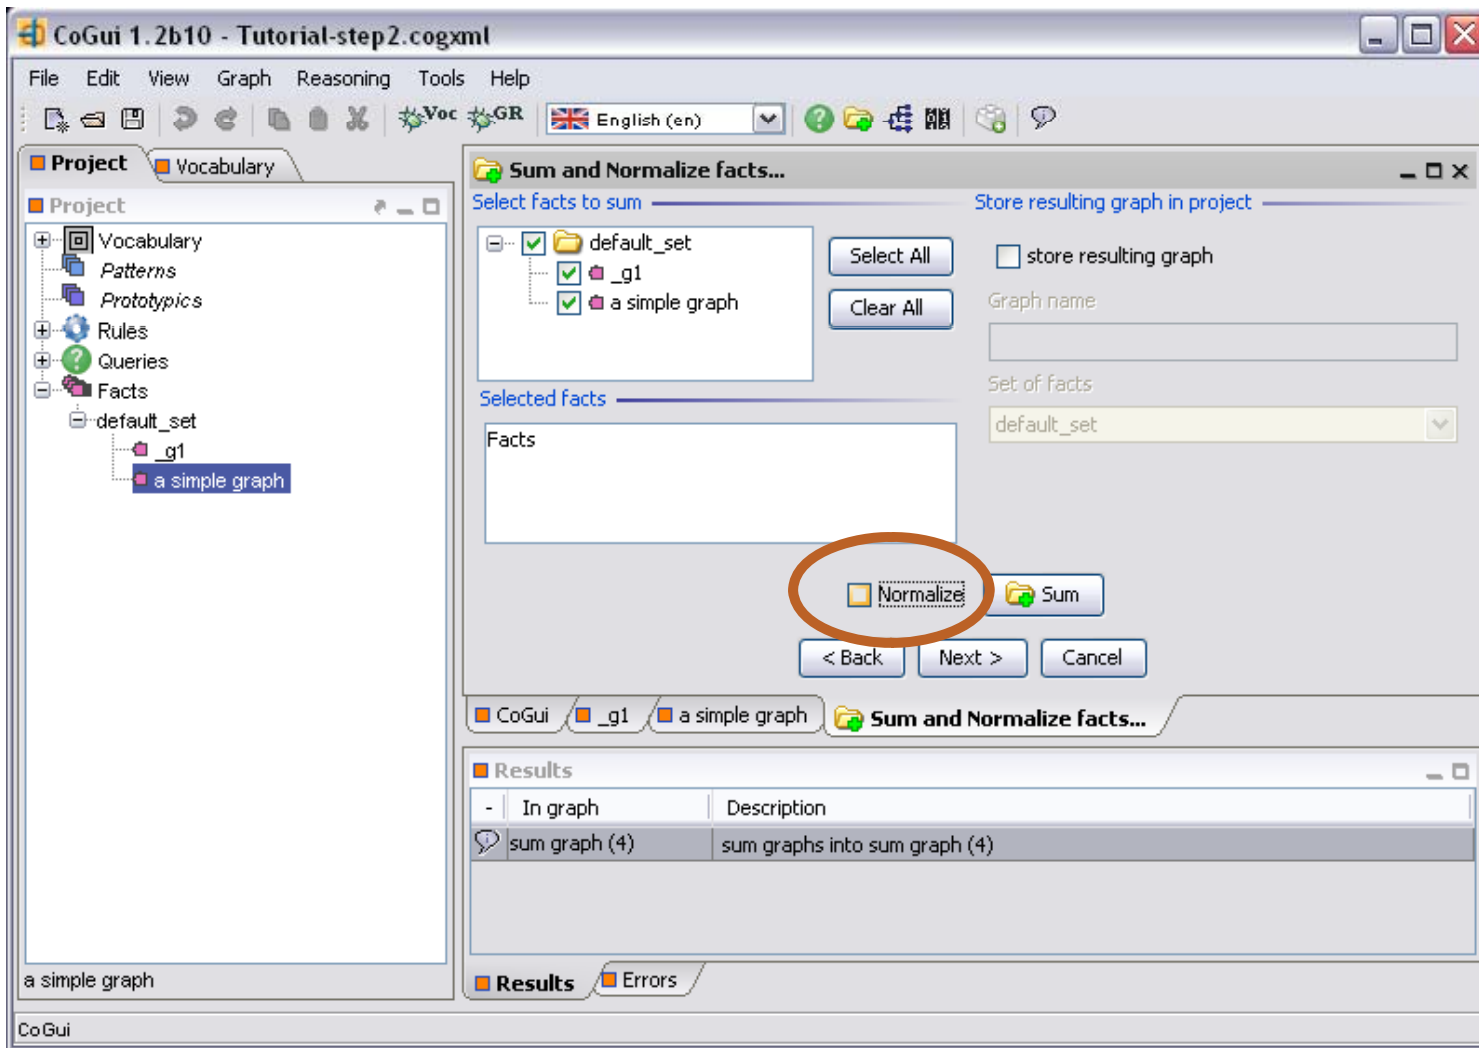 CoGui 1.2b10 - Tutorial-step2.cogxml
File Edit View Graph Reasoning Tools Help
Voc GR English (en)
Project Vocabulary
Project
Vocabulary
Patterns
Prototypics
Rules
Queries
Facts
default_set
_g1
a simple graph
a simple graph
Sum and Normalize facts...
Select facts to sum
default_set
_g1
a simple graph
Select All
Clear All
Store resulting graph in project
store resulting graph
Graph name
Set of facts
default_set
Selected facts
Facts
Normalize Sum
< Back Next > Cancel
CoGui _g1 a simple graph Sum and Normalize facts...
Results
- In graph Description
sum graph (4) sum graphs into sum graph (4)
Results Errors
CoGui